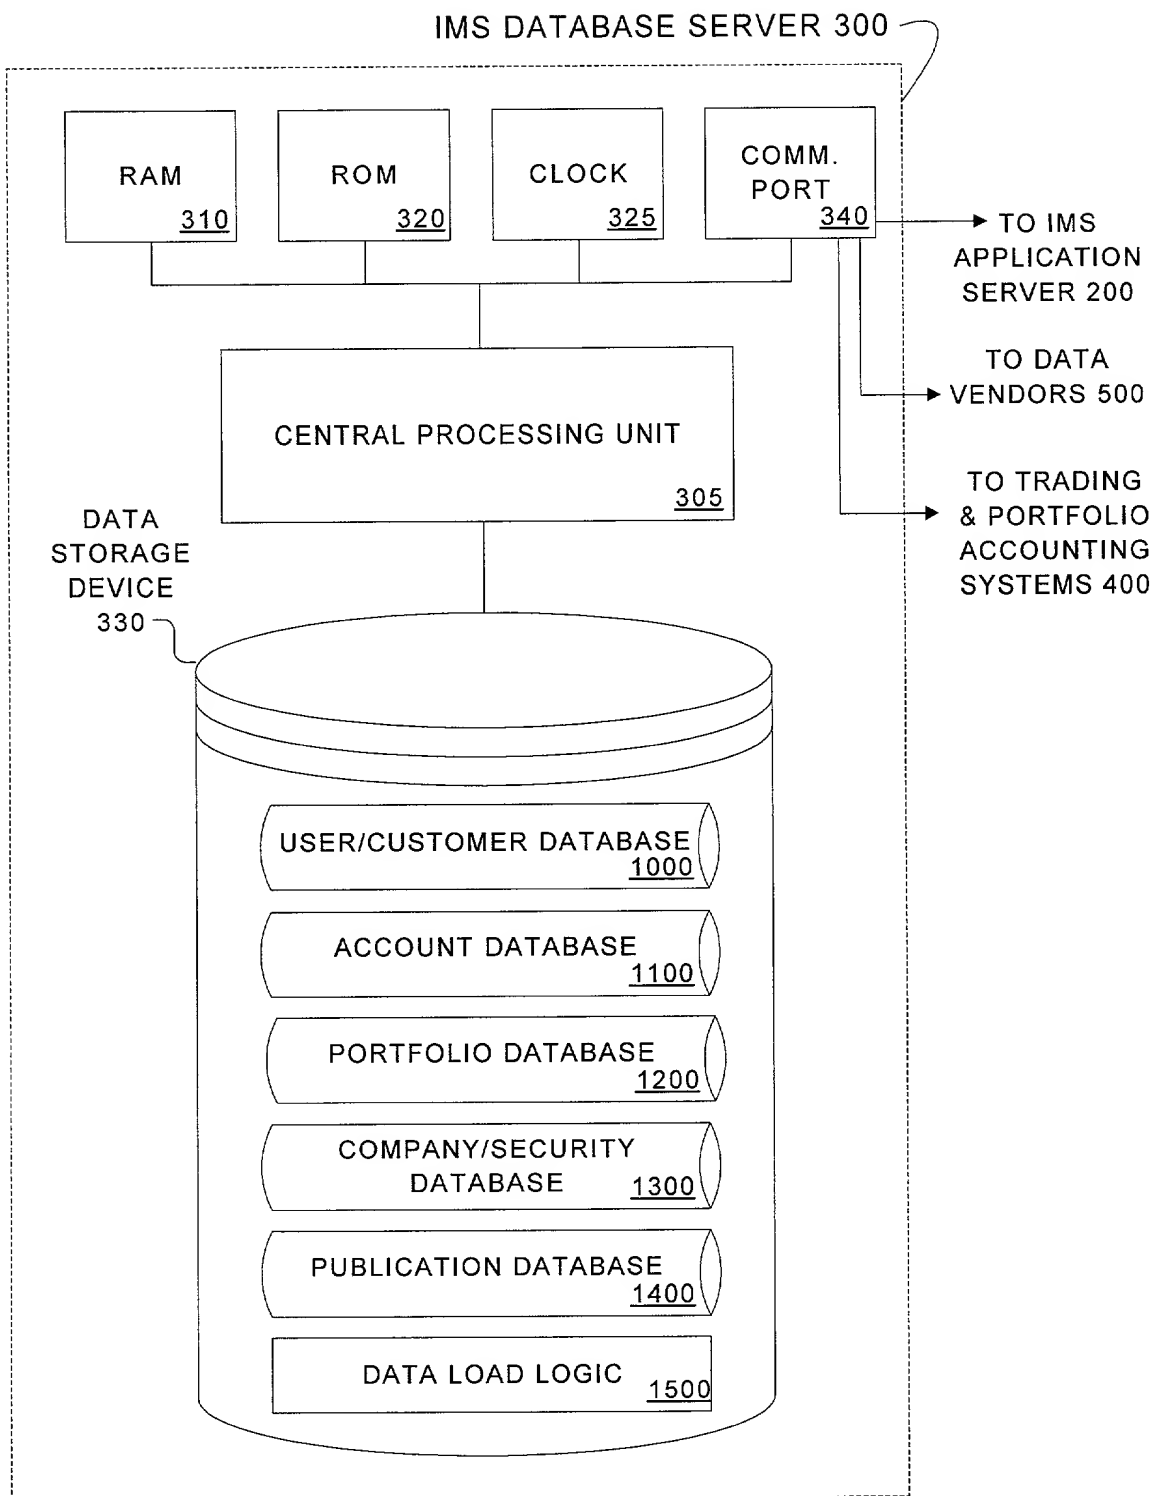 IMS DATABASE SERVER 300
RAM
310
ROM
320
CLOCK
325
COMM.
PORT
340
TO IMS
APPLICATION
SERVER 200
TO DATA
VENDORS 500
TO TRADING
& PORTFOLIO
ACCOUNTING
SYSTEMS 400
CENTRAL PROCESSING UNIT
305
DATA
STORAGE
DEVICE
330
USER/CUSTOMER DATABASE
1000
ACCOUNT DATABASE
1100
PORTFOLIO DATABASE
1200
COMPANY/SECURITY
DATABASE
1300
PUBLICATION DATABASE
1400
DATA LOAD LOGIC
1500